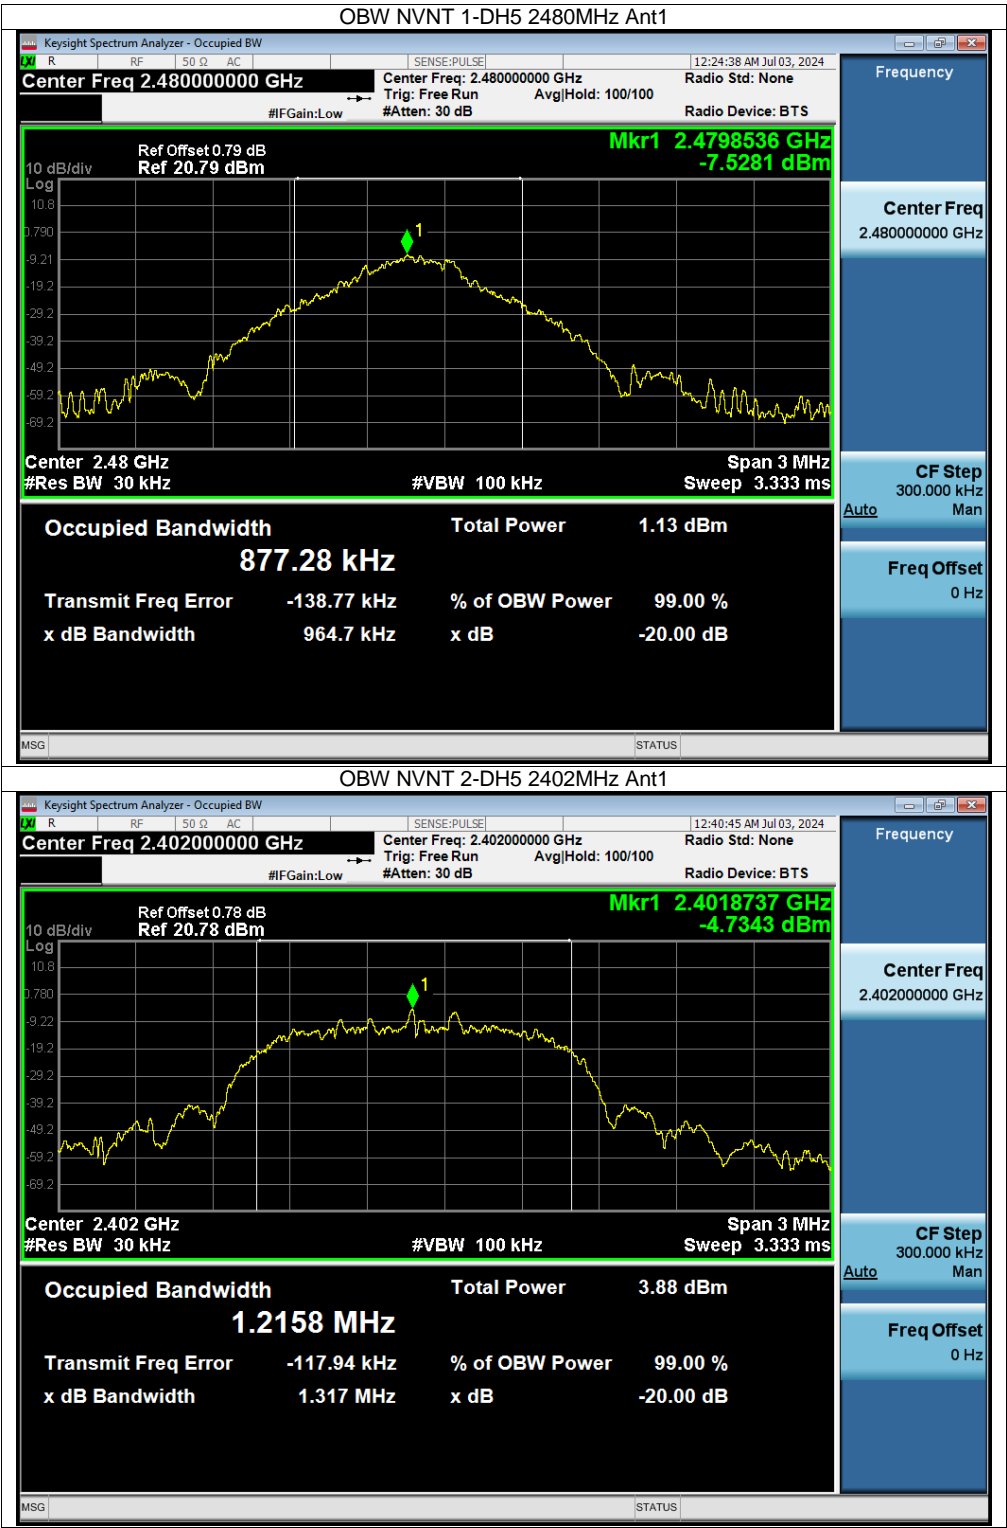 OBW NVNT 1-DH5 2480MHz Ant1
Keysight Spectrum Analyzer - Occupied BW
LXI R RF 50 Ω AC SENSE:PULSE 12:24:38 AM Jul 03, 2024
Center Freq 2.480000000 GHz
Center Freq: 2.480000000 GHz
Radio Std: None
Trig: Free Run Avg|Hold: 100/100
#IFGain:Low #Atten: 30 dB Radio Device: BTS
Frequency
Mkr1 2.4798536 GHz
-7.5281 dBm
Ref Offset 0.79 dB
10 dB/div Ref 20.79 dBm
Log
10.8
0.790
-9.21
-19.2
-29.2
-39.2
-49.2
-59.2
-69.2
1
Center 2.48 GHz Span 3 MHz
#Res BW 30 kHz #VBW 100 kHz Sweep 3.333 ms
Center Freq
2.480000000 GHz
CF Step
300.000 kHz
Auto Man
Freq Offset
0 Hz
Occupied Bandwidth Total Power 1.13 dBm
877.28 kHz
Transmit Freq Error -138.77 kHz % of OBW Power 99.00 %
x dB Bandwidth 964.7 kHz x dB -20.00 dB
MSG STATUS
OBW NVNT 2-DH5 2402MHz Ant1
Keysight Spectrum Analyzer - Occupied BW
LXI R RF 50 Ω AC SENSE:PULSE 12:40:45 AM Jul 03, 2024
Center Freq 2.402000000 GHz
Center Freq: 2.402000000 GHz
Radio Std: None
Trig: Free Run Avg|Hold: 100/100
#IFGain:Low #Atten: 30 dB Radio Device: BTS
Frequency
Mkr1 2.4018737 GHz
-4.7343 dBm
Ref Offset 0.78 dB
10 dB/div Ref 20.78 dBm
Log
10.8
0.780
-9.22
-19.2
-29.2
-39.2
-49.2
-59.2
-69.2
1
Center 2.402 GHz Span 3 MHz
#Res BW 30 kHz #VBW 100 kHz Sweep 3.333 ms
Center Freq
2.402000000 GHz
CF Step
300.000 kHz
Auto Man
Freq Offset
0 Hz
Occupied Bandwidth Total Power 3.88 dBm
1.2158 MHz
Transmit Freq Error -117.94 kHz % of OBW Power 99.00 %
x dB Bandwidth 1.317 MHz x dB -20.00 dB
MSG STATUS